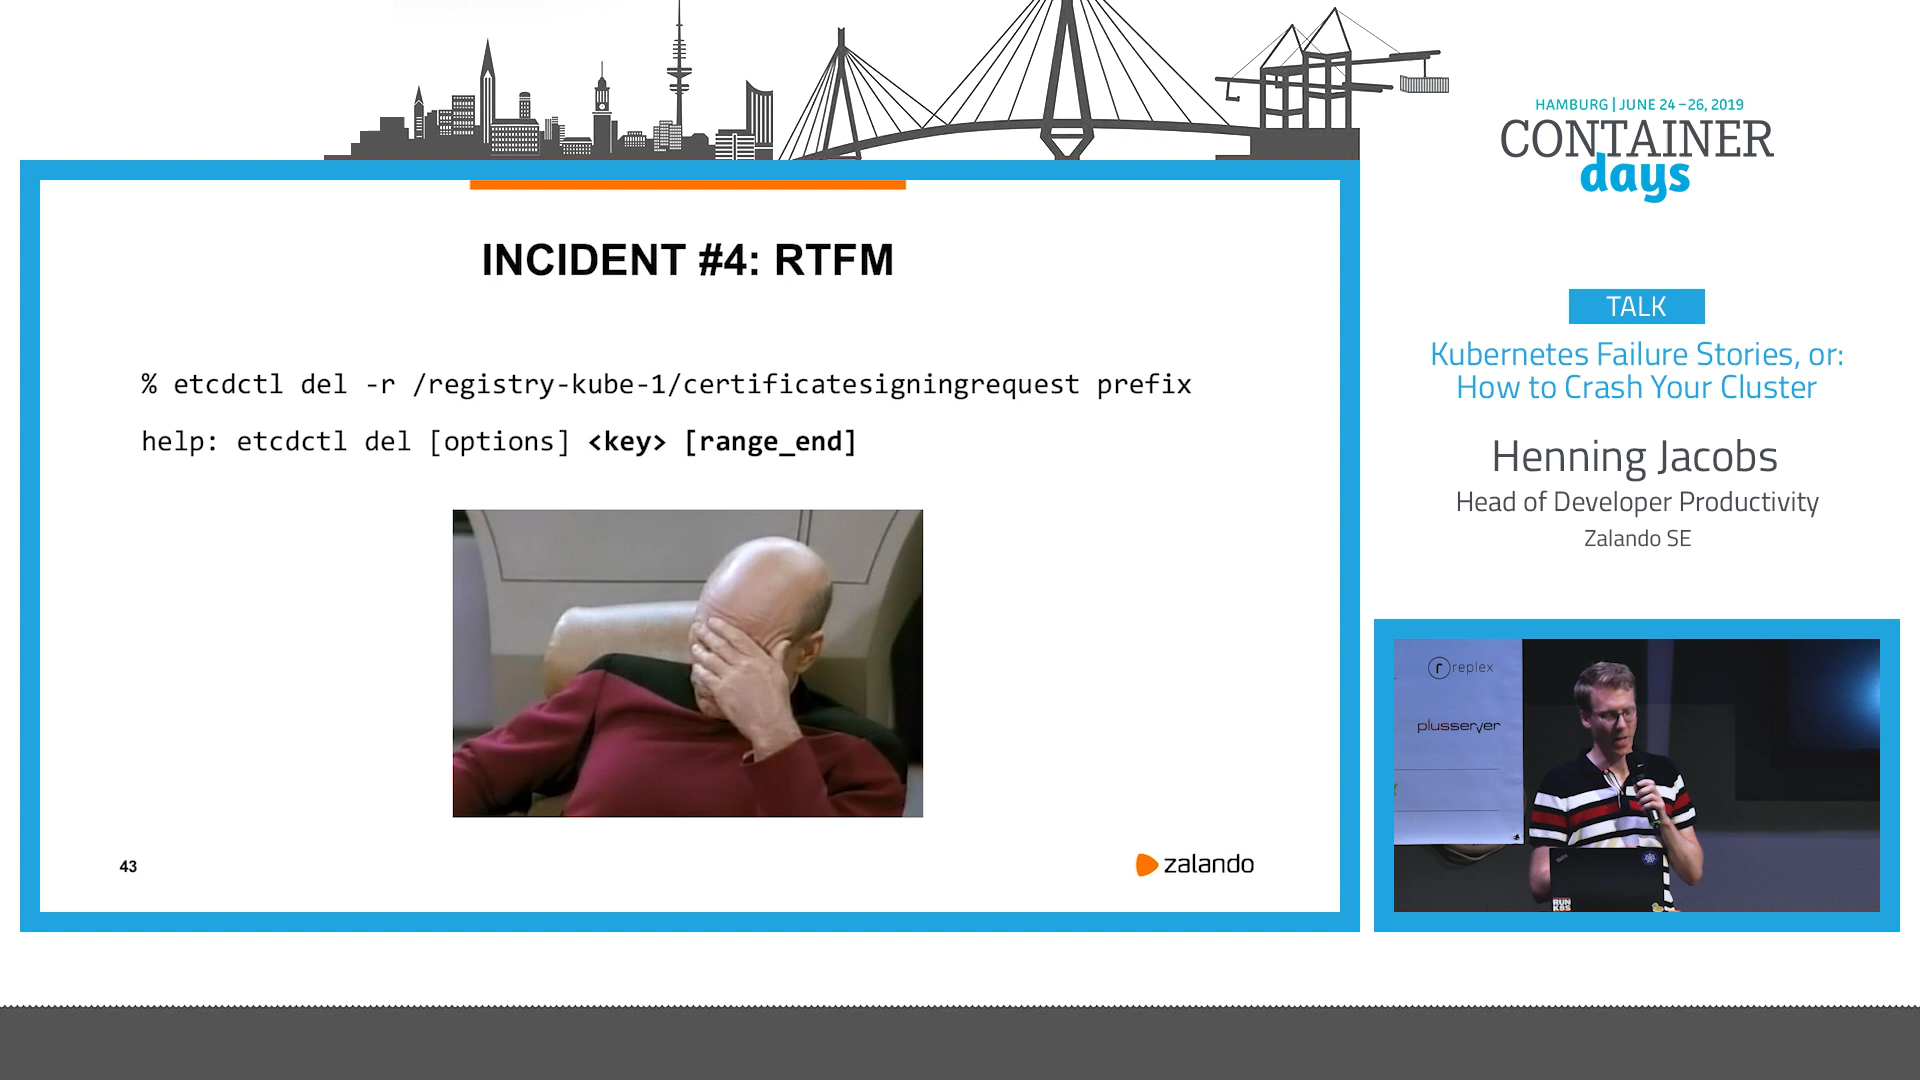 HAMBURG | JUNE 24 – 26, 2019
CONTAINER
days
INCIDENT #4: RTFM
% etcdctl del -r /registry-kube-1/certificatesigningrequest prefix
help: etcdctl del [options] <key> [range_end]
43
zalando
TALK
Kubernetes Failure Stories, or:
How to Crash Your Cluster
Henning Jacobs
Head of Developer Productivity
Zalando SE
r replex
plusserver
RUN
K8S